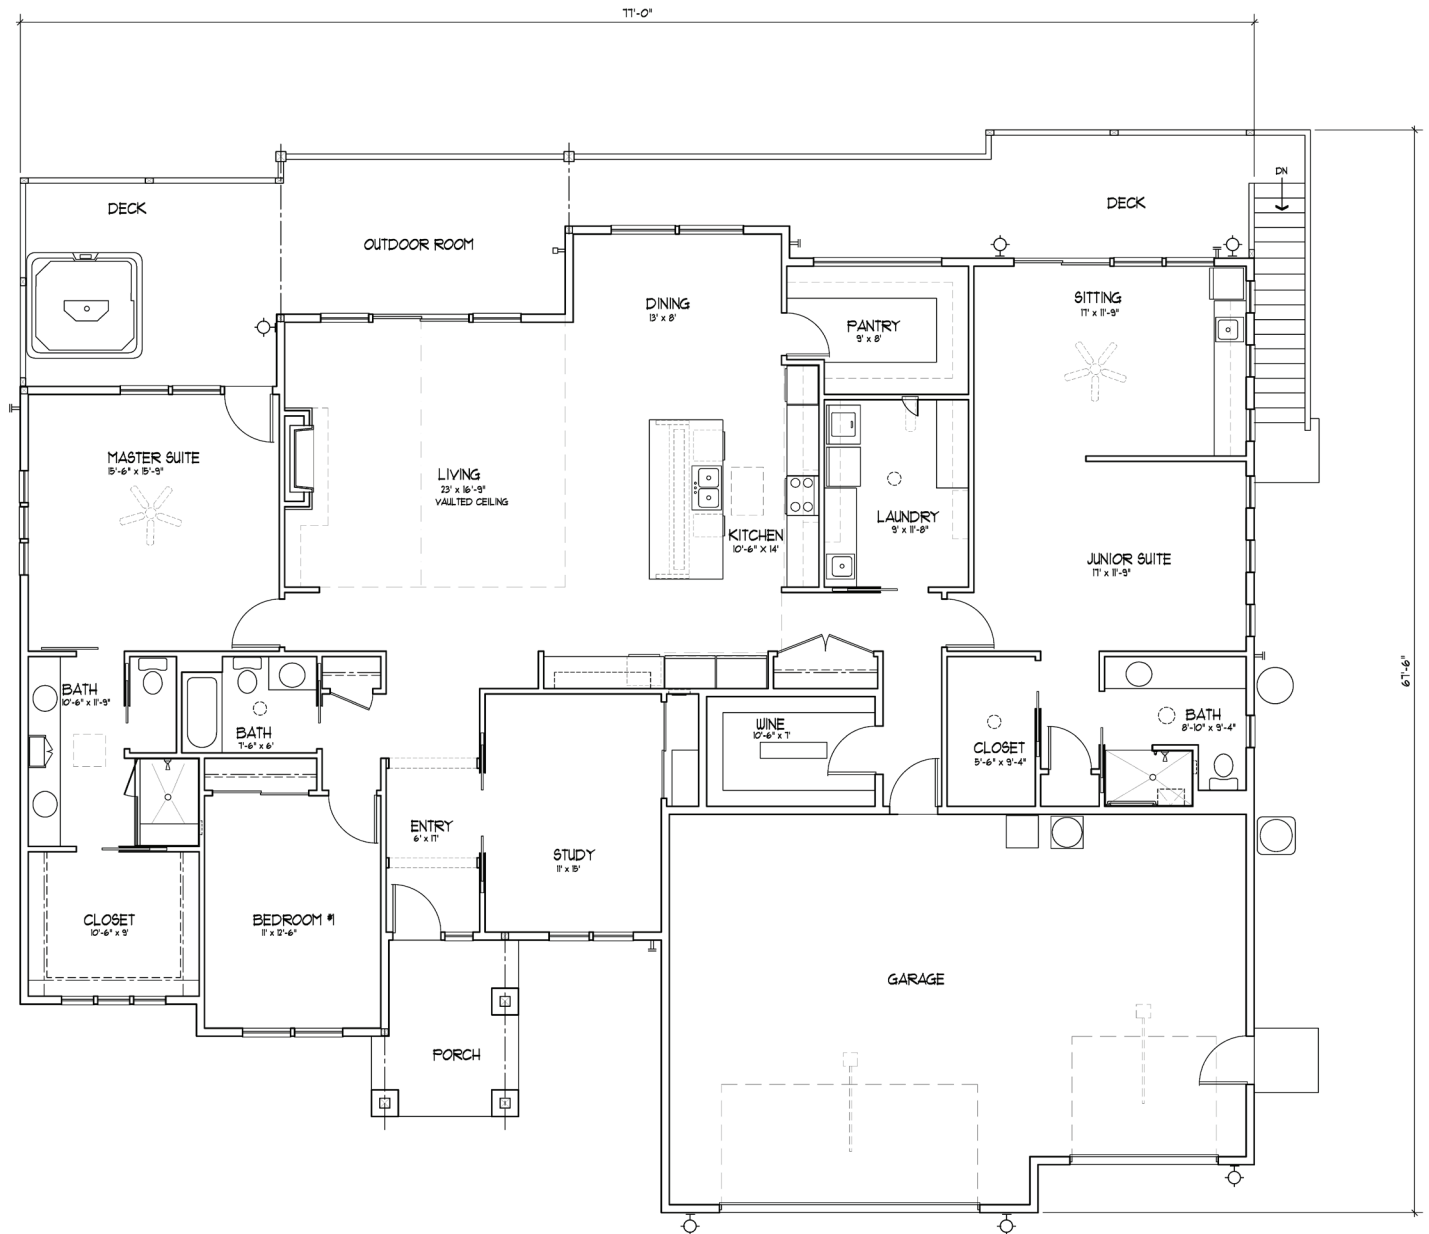 77'-0"
DN
DECK
DECK
OUTDOOR ROOM
SITTING
17' x 11'-9"
DINING
13' x 8'
PANTRY
9' x 8'
MASTER SUITE
15'-6" x 15'-9"
LIVING
23' x 16'-9"
VAULTED CEILING
LAUNDRY
9' x 11'-8"
KITCHEN
10'-6" X 14'
JUNIOR SUITE
17' x 11'-9"
67'-6"
BATH
10'-6" x 11'-9"
BATH
7'-6" x 6'
WINE
10'-6" x 7'
CLOSET
5'-6" x 9'-4"
BATH
8'-10" x 9'-4"
ENTRY
6' x 17'
STUDY
11' x 15'
CLOSET
10'-6" x 9'
BEDROOM #1
11' x 12'-6"
GARAGE
PORCH